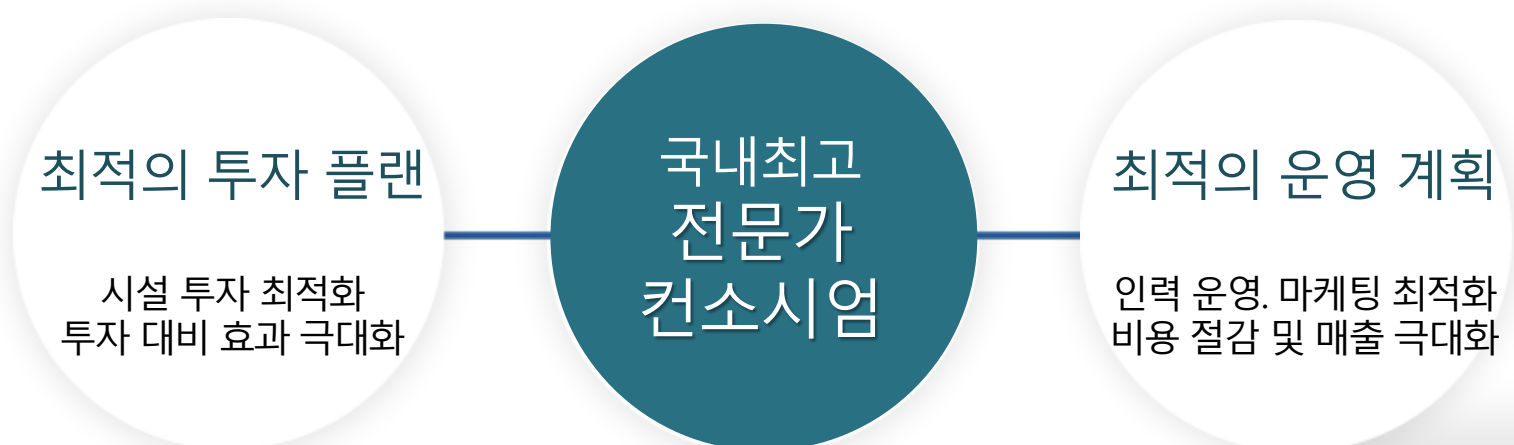 최적의 투자 플랜
시설 투자 최적화
투자 대비 효과 극대화
국내최고
전문가
컨소시엄
최적의 운영 계획
인력 운영. 마케팅 최적화
비용 절감 및 매출 극대화